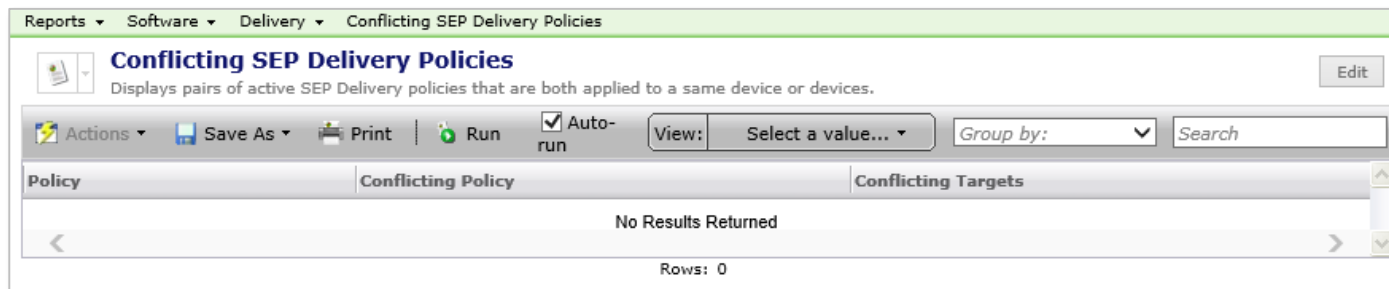 Reports Software Delivery Conflicting SEP Delivery Policies
Conflicting SEP Delivery Policies
Edit
Displays pairs of active SEP Delivery policies that are both applied to a same device or devices.
Actions Save As Print Run Auto-run View: Select a value... Group by: Search
Policy Conflicting Policy Conflicting Targets
No Results Returned
Rows: 0